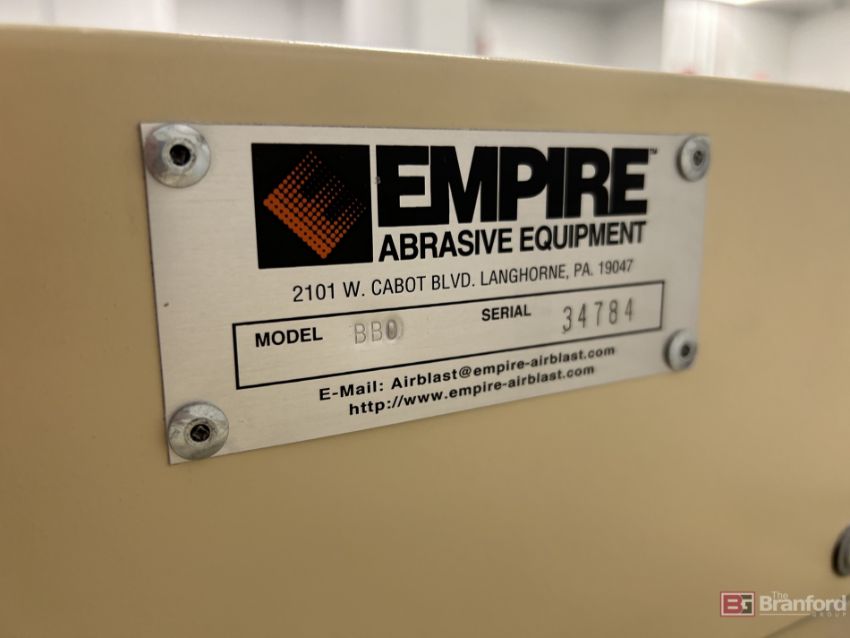 EMPIRE™
ABRASIVE EQUIPMENT
2101 W. CABOT BLVD. LANGHORNE, PA. 19047
MODEL SERIAL 34784
E-Mail: Airblast@empire-airblast.com
http://www.empire-airblast.com
BG The Branford GROUP